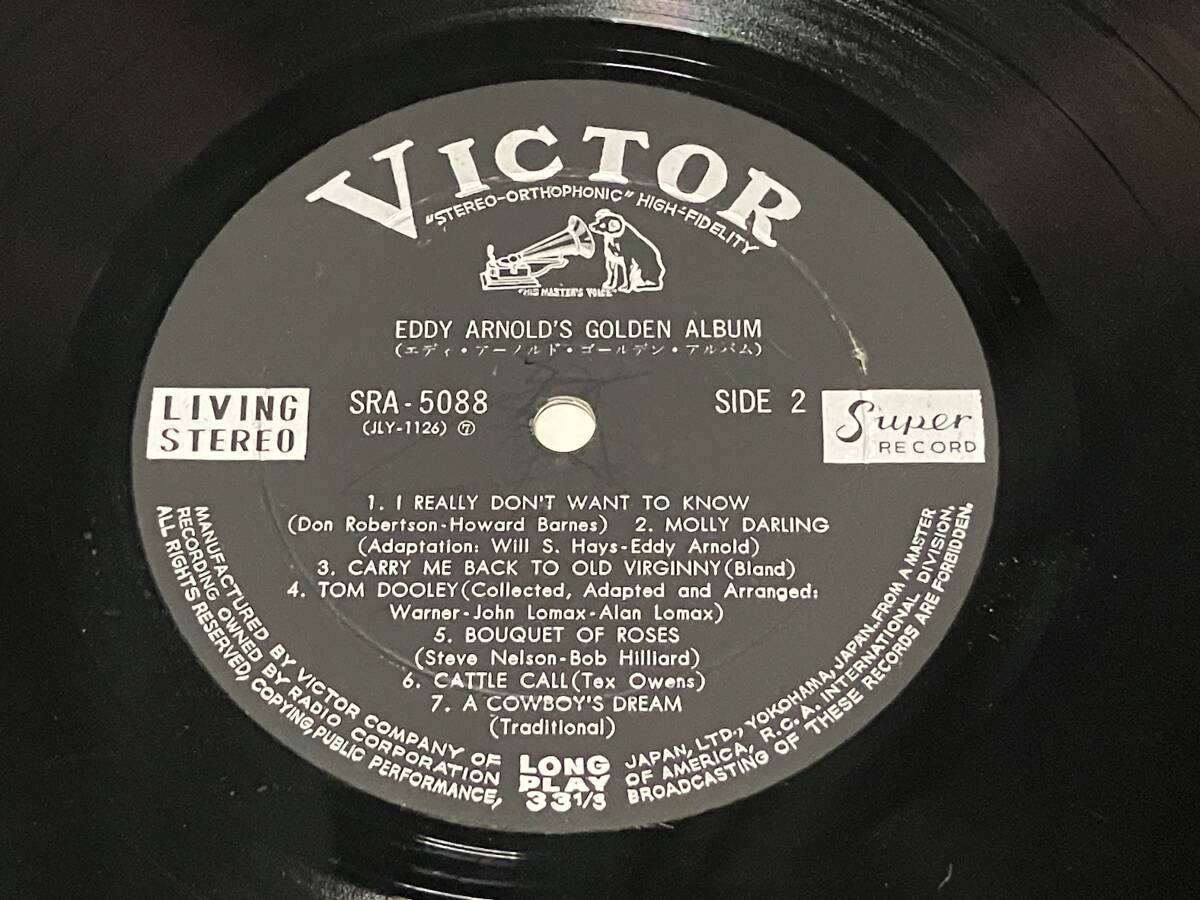 VICTOR
"STEREO-ORTHOPHONIC" HIGH-FIDELITY
"HIS MASTER'S VOICE"
EDDY ARNOLD'S GOLDEN ALBUM
(エディ・アーノルド・ゴールデン・アルバム)
LIVING
STEREO
SRA-5088
(JLY-1126) ⑦
SIDE 2
Super
RECORD
1. I REALLY DON'T WANT TO KNOW
(Don Robertson-Howard Barnes) 2. MOLLY DARLING
(Adaptation: Will S. Hays-Eddy Arnold)
3. CARRY ME BACK TO OLD VIRGINNY(Bland)
4. TOM DOOLEY(Collected, Adapted and Arranged:
Warner-John Lomax-Alan Lomax)
5. BOUQUET OF ROSES
(Steve Nelson-Bob Hilliard)
6. CATTLE CALL(Tex Owens)
7. A COWBOY'S DREAM
(Traditional)
MANUFACTURED BY VICTOR COMPANY OF JAPAN, LTD., YOKOHAMA, JAPAN. FROM A MASTER
RECORDING OWNED BY RADIO CORPORATION OF AMERICA, R.C.A. INTERNATIONAL DIVISION.
ALL RIGHTS RESERVED, COPYING, PUBLIC PERFORMANCE, BROADCASTING OF THESE RECORDS ARE FORBIDDEN.
LONG
PLAY
33 1/3